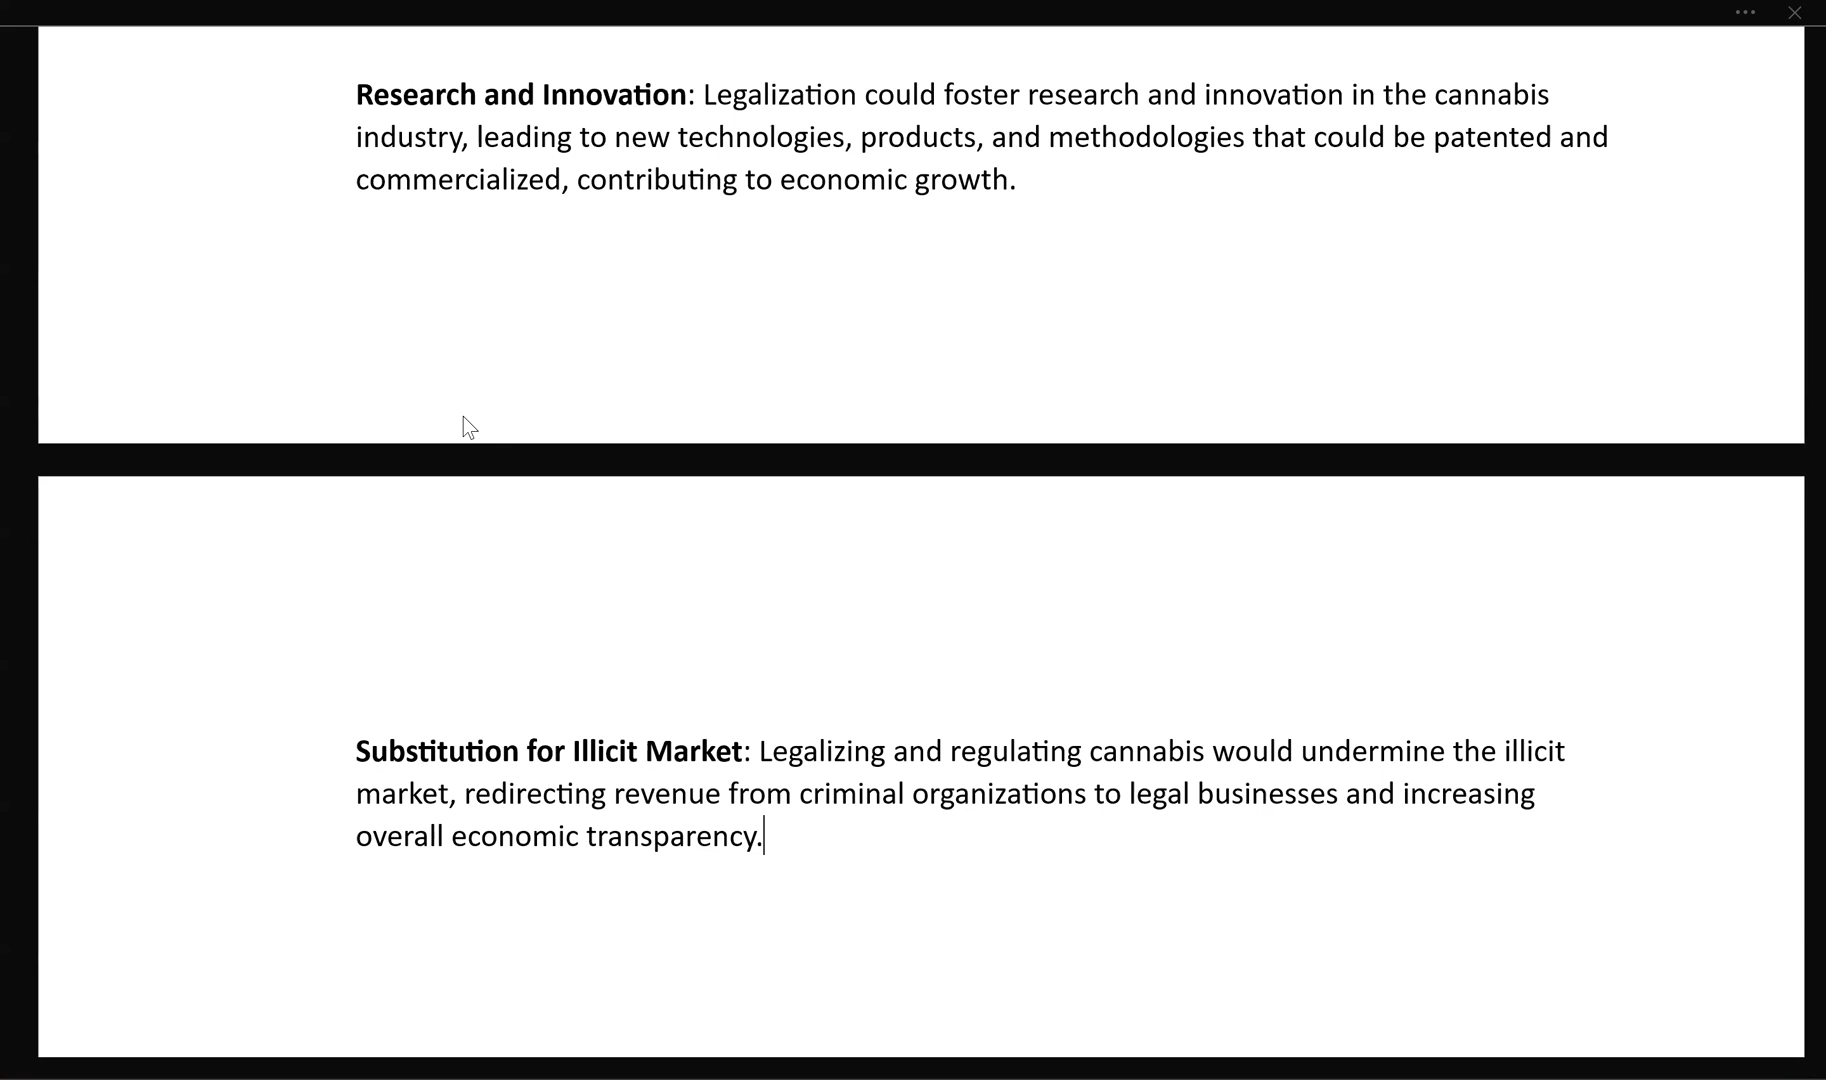 Research and Innovation: Legalization could foster research and innovation in the cannabis
industry, leading to new technologies, products, and methodologies that could be patented and
commercialized, contributing to economic growth.
Substitution for Illicit Market: Legalizing and regulating cannabis would undermine the illicit
market, redirecting revenue from criminal organizations to legal businesses and increasing
overall economic transparency.